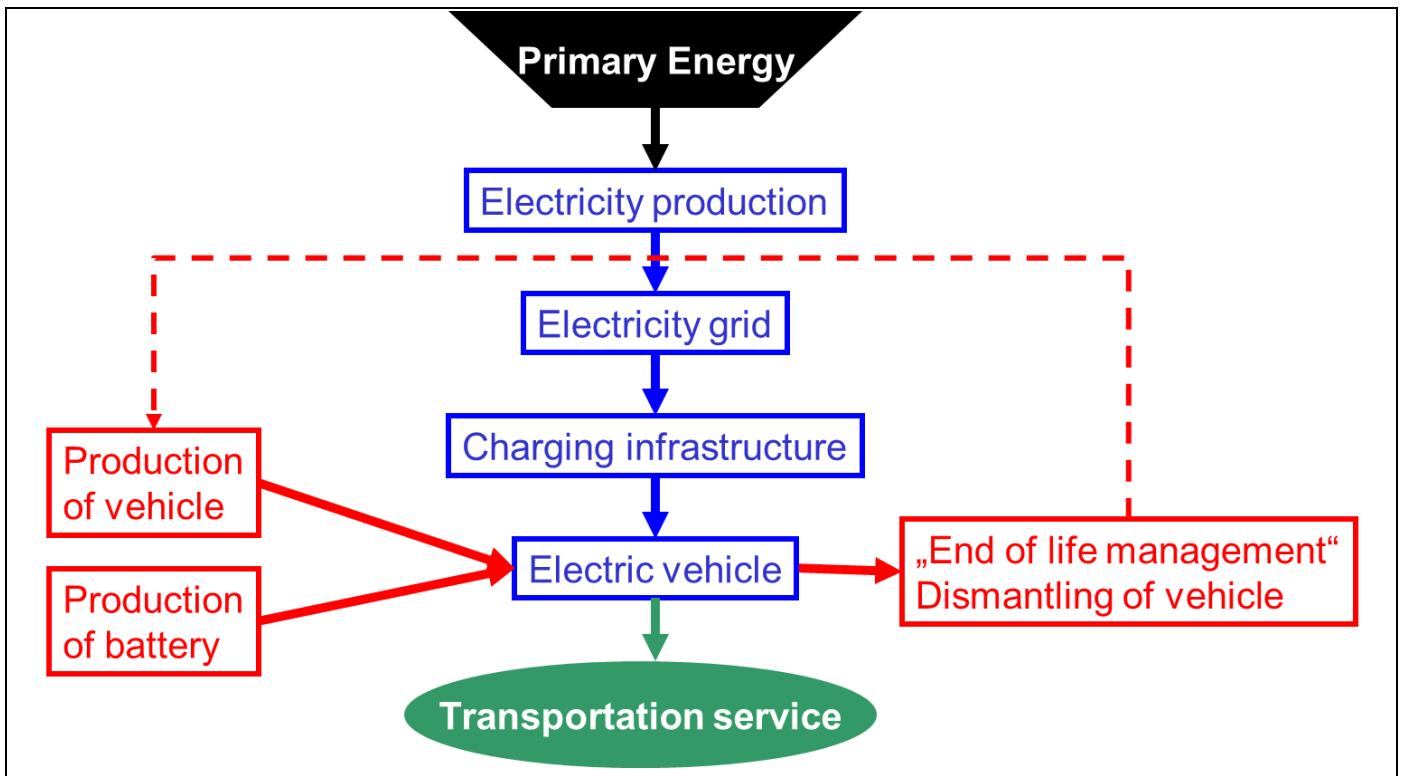 Primary Energy
Electricity production
Electricity grid
Charging infrastructure
Production
of vehicle
Electric vehicle
„End of life management“
Dismantling of vehicle
Production
of battery
Transportation service